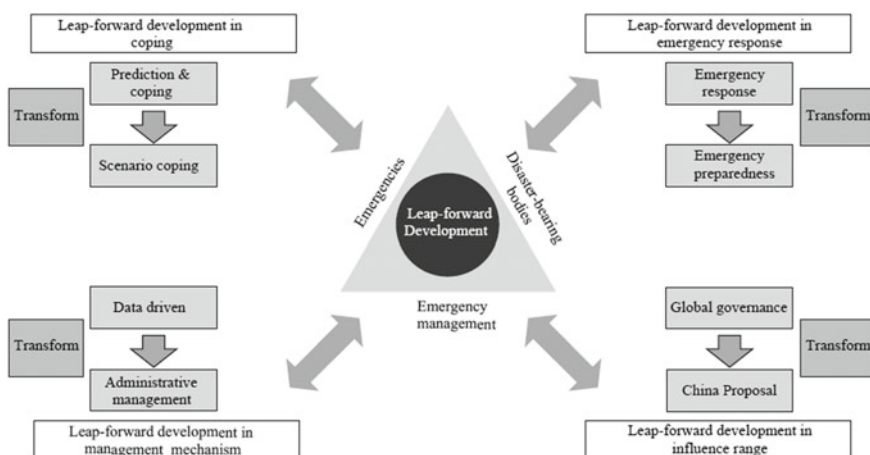 Leap-forward development in
coping
Prediction &
coping
Transform
Scenario coping
Leap-forward development in
emergency response
Emergency
response
Transform
Emergency
preparedness
Emergencies
Disaster-bearing
bodies
Leap-forward
Development
Emergency
management
Data driven
Transform
Administrative
management
Leap-forward development in
management mechanism
Global governance
Transform
China Proposal
Leap-forward development in
influence range